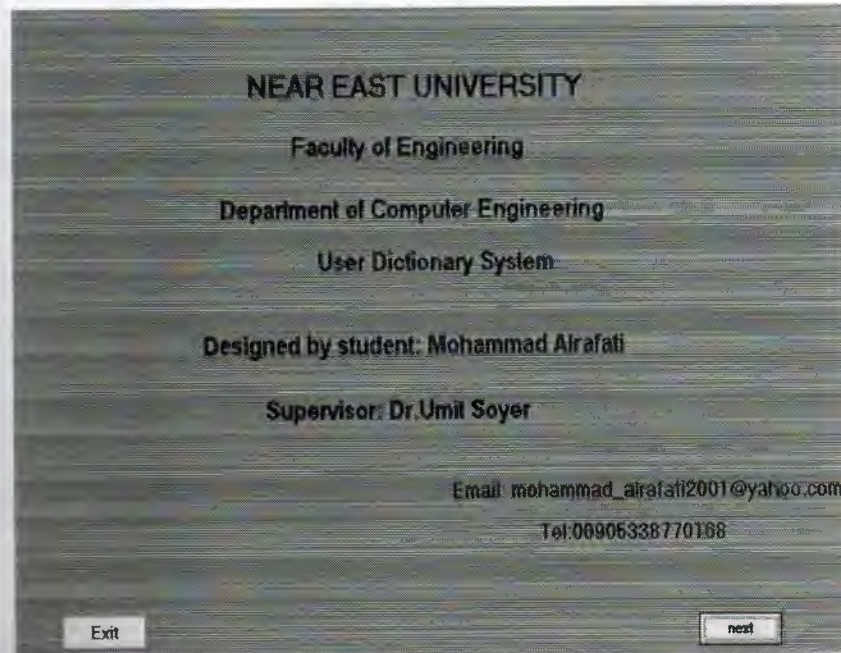 NEAR EAST UNIVERSITY
Faculty of Engineering
Department of Computer Engineering
User Dictionary System
Designed by student: Mohammad Alrafati
Supervisor: Dr.Umit Soyer
Email: mohammad_alrafati2001@yahoo.com
Tel:00905338770168
Exit
next